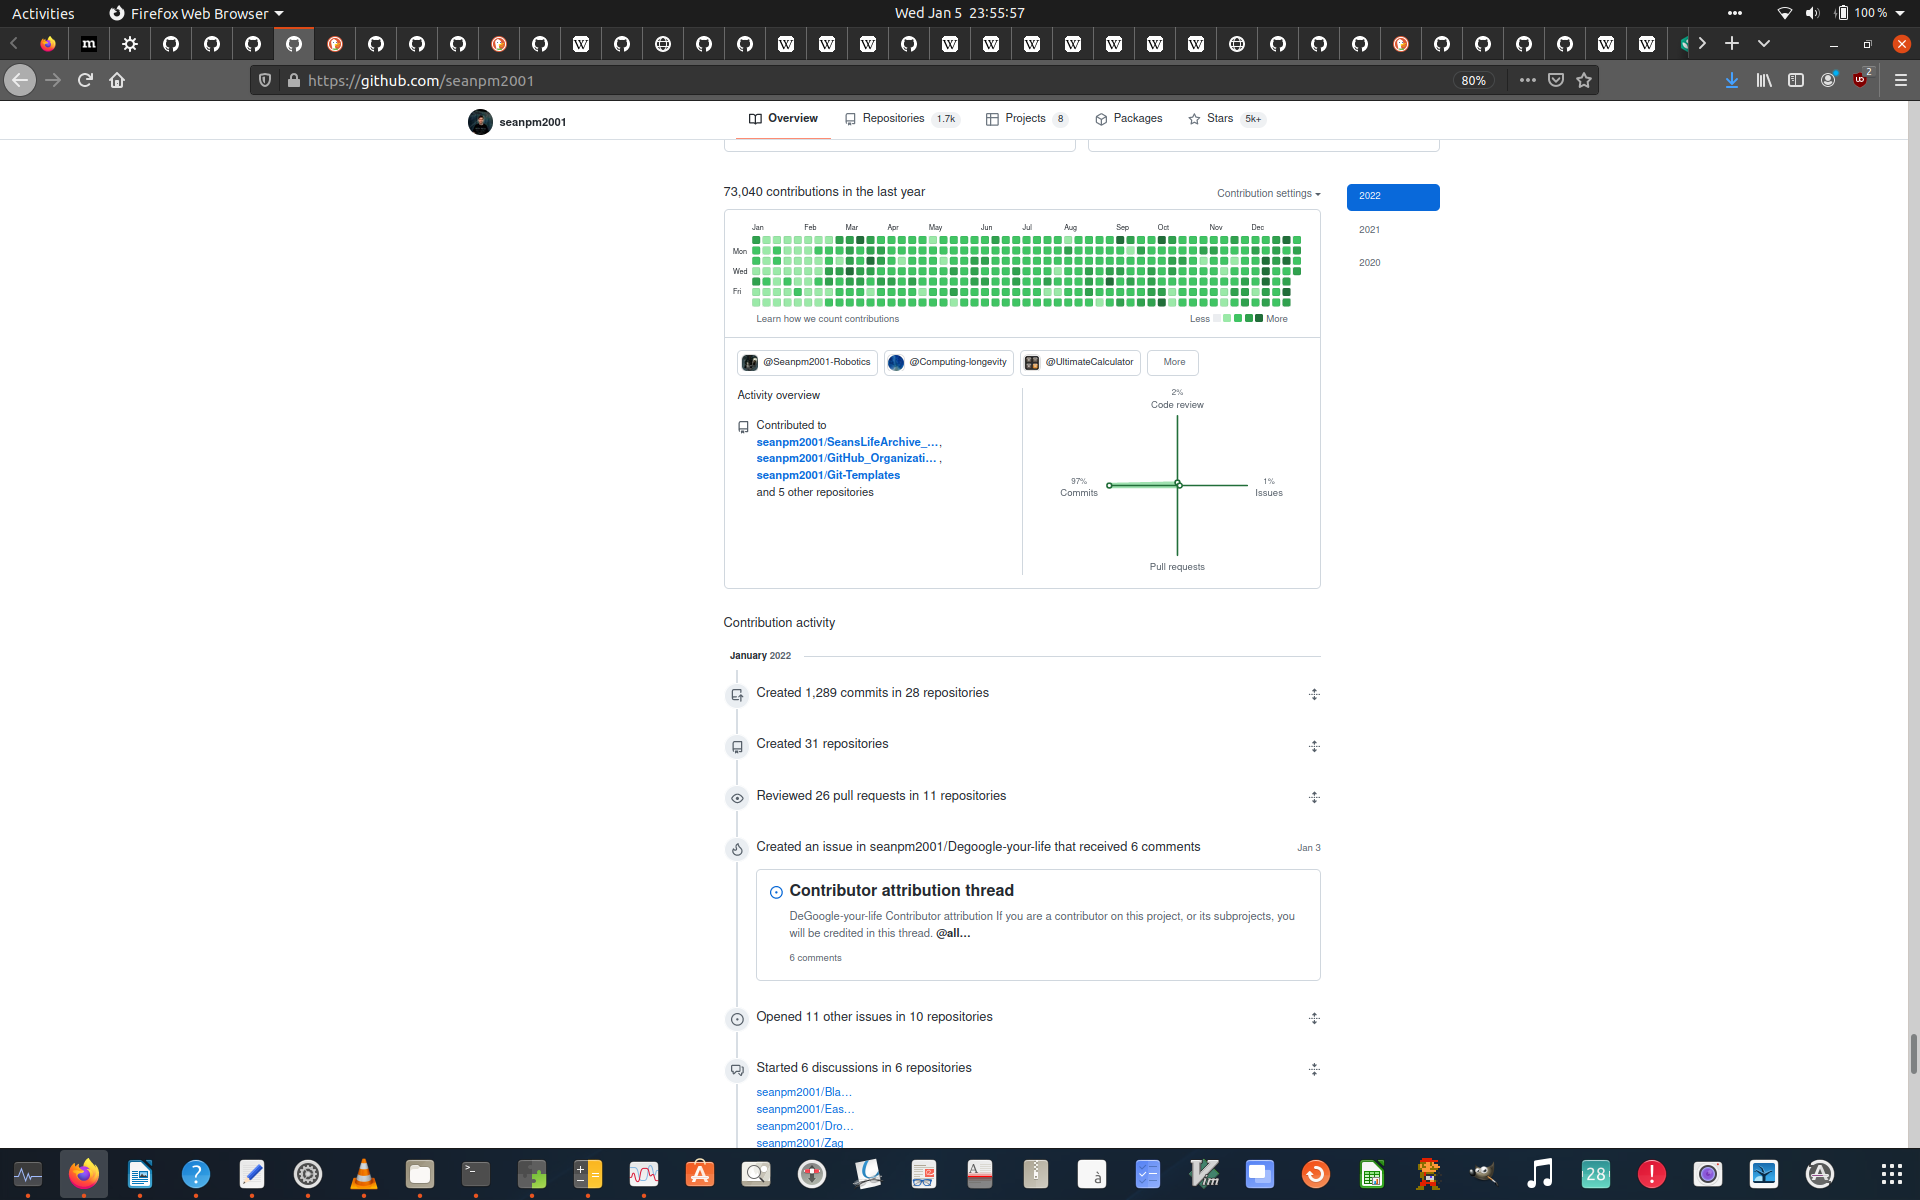 Activities
Firefox Web Browser
Wed Jan 5 23:55:57
100 %
https://github.com/seanpm2001
80%
2
seanpm2001
Overview
Repositories 1.7k
Projects 8
Packages
Stars 5k+
73,040 contributions in the last year
Contribution settings
2022
2021
2020
Jan Feb Mar Apr May Jun Jul Aug Sep Oct Nov Dec
Mon
Wed
Fri
Learn how we count contributions
Less More
@Seanpm2001-Robotics
@Computing-longevity
@UltimateCalculator
More
Activity overview
Contributed to
seanpm2001/SeansLifeArchive_…,
seanpm2001/GitHub_Organizati… ,
seanpm2001/Git-Templates
and 5 other repositories
2%
Code review
97%
Commits
1%
Issues
Pull requests
Contribution activity
January 2022
Created 1,289 commits in 28 repositories
Created 31 repositories
Reviewed 26 pull requests in 11 repositories
Created an issue in seanpm2001/Degoogle-your-life that received 6 comments
Jan 3
Contributor attribution thread
DeGoogle-your-life Contributor attribution If you are a contributor on this project, or its subprojects, you
will be credited in this thread. @all…
6 comments
Opened 11 other issues in 10 repositories
Started 6 discussions in 6 repositories
seanpm2001/Bla…
seanpm2001/Eas…
seanpm2001/Dro…
seanpm2001/Zag
28